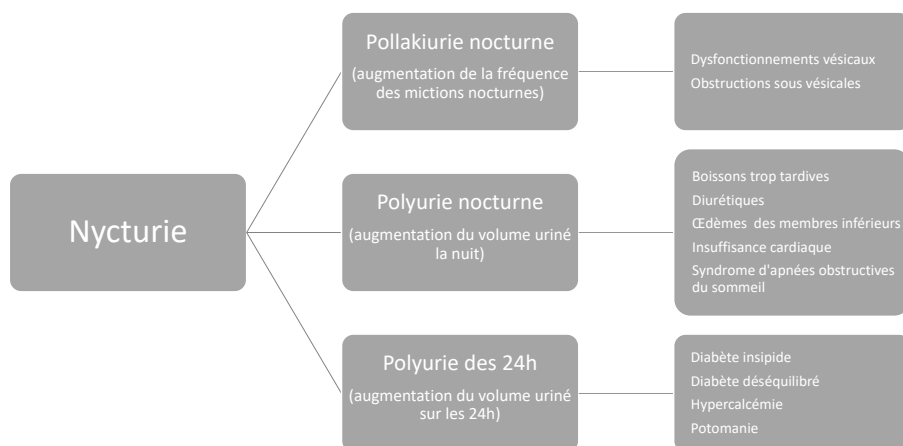 Nycturie
Pollakiurie nocturne
(augmentation de la fréquence
des mictions nocturnes)
Dysfonctionnements vésicaux
Obstructions sous vésicales
Polyurie nocturne
(augmentation du volume uriné
la nuit)
Boissons trop tardives
Diurétiques
Œdèmes des membres inférieurs
Insuffisance cardiaque
Syndrome d'apnées obstructives
du sommeil
Polyurie des 24h
(augmentation du volume uriné
sur les 24h)
Diabète insipide
Diabète déséquilibré
Hypercalcémie
Potomanie